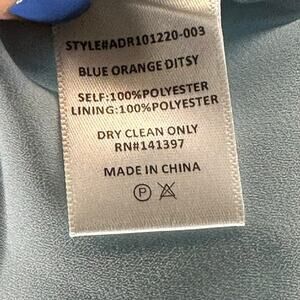 STYLE#ADR101220-003
BLUE ORANGE DITSY
SELF:100%POLYESTER
LINING:100%POLYESTER
DRY CLEAN ONLY
RN#141397
MADE IN CHINA
P